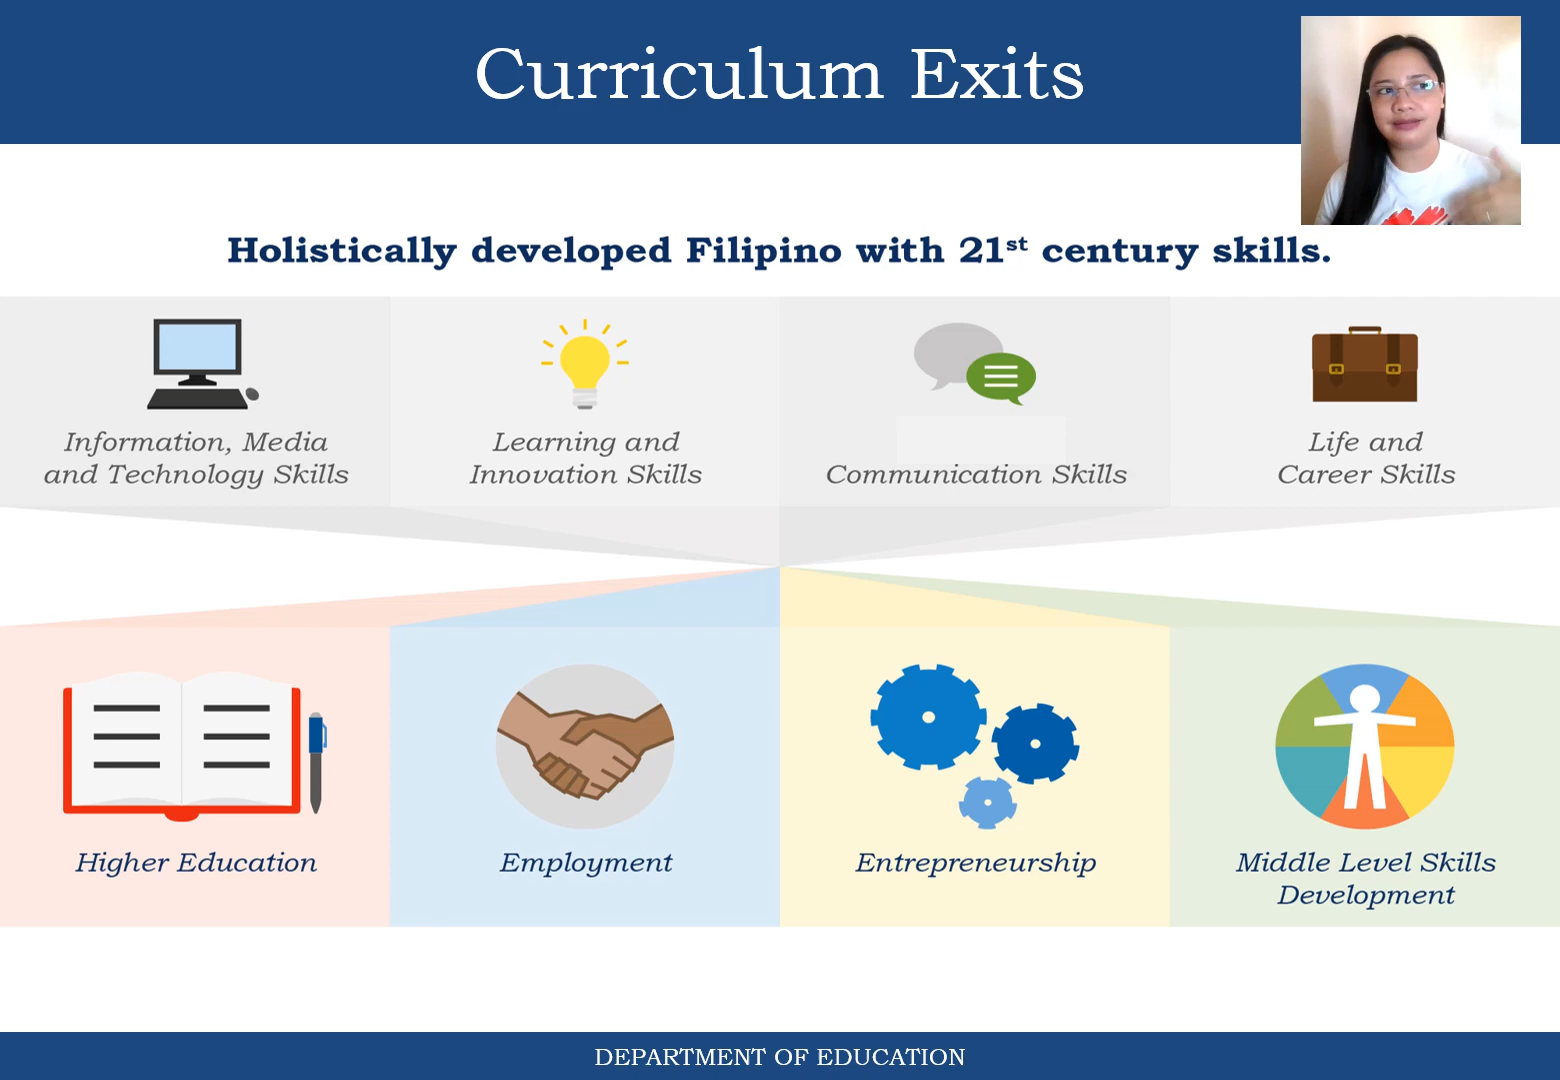 Curriculum Exits
Holistically developed Filipino with 21st century skills.
Information, Media
and Technology Skills
Learning and
Innovation Skills
Communication Skills
Life and
Career Skills
Higher Education
Employment
Entrepreneurship
Middle Level Skills
Development
DEPARTMENT OF EDUCATION